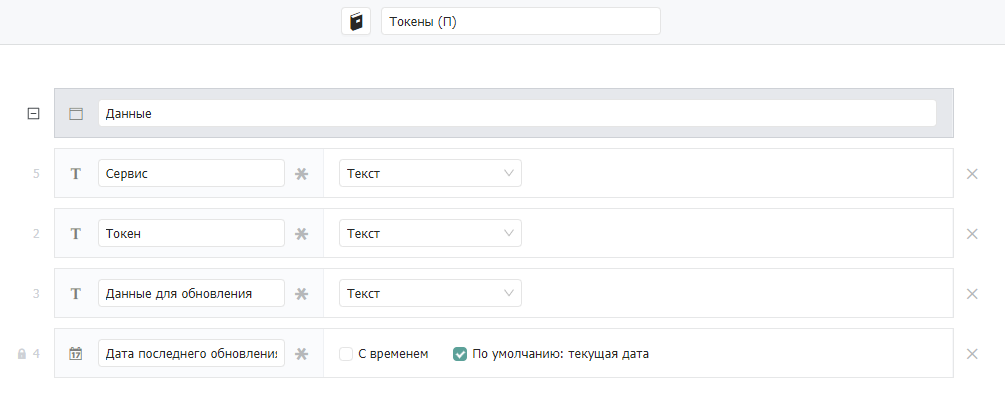 Токены (П)
Данные
5 Сервис Текст
2 Токен Текст
3 Данные для обновления Текст
4 Дата последнего обновления С временем По умолчанию: текущая дата